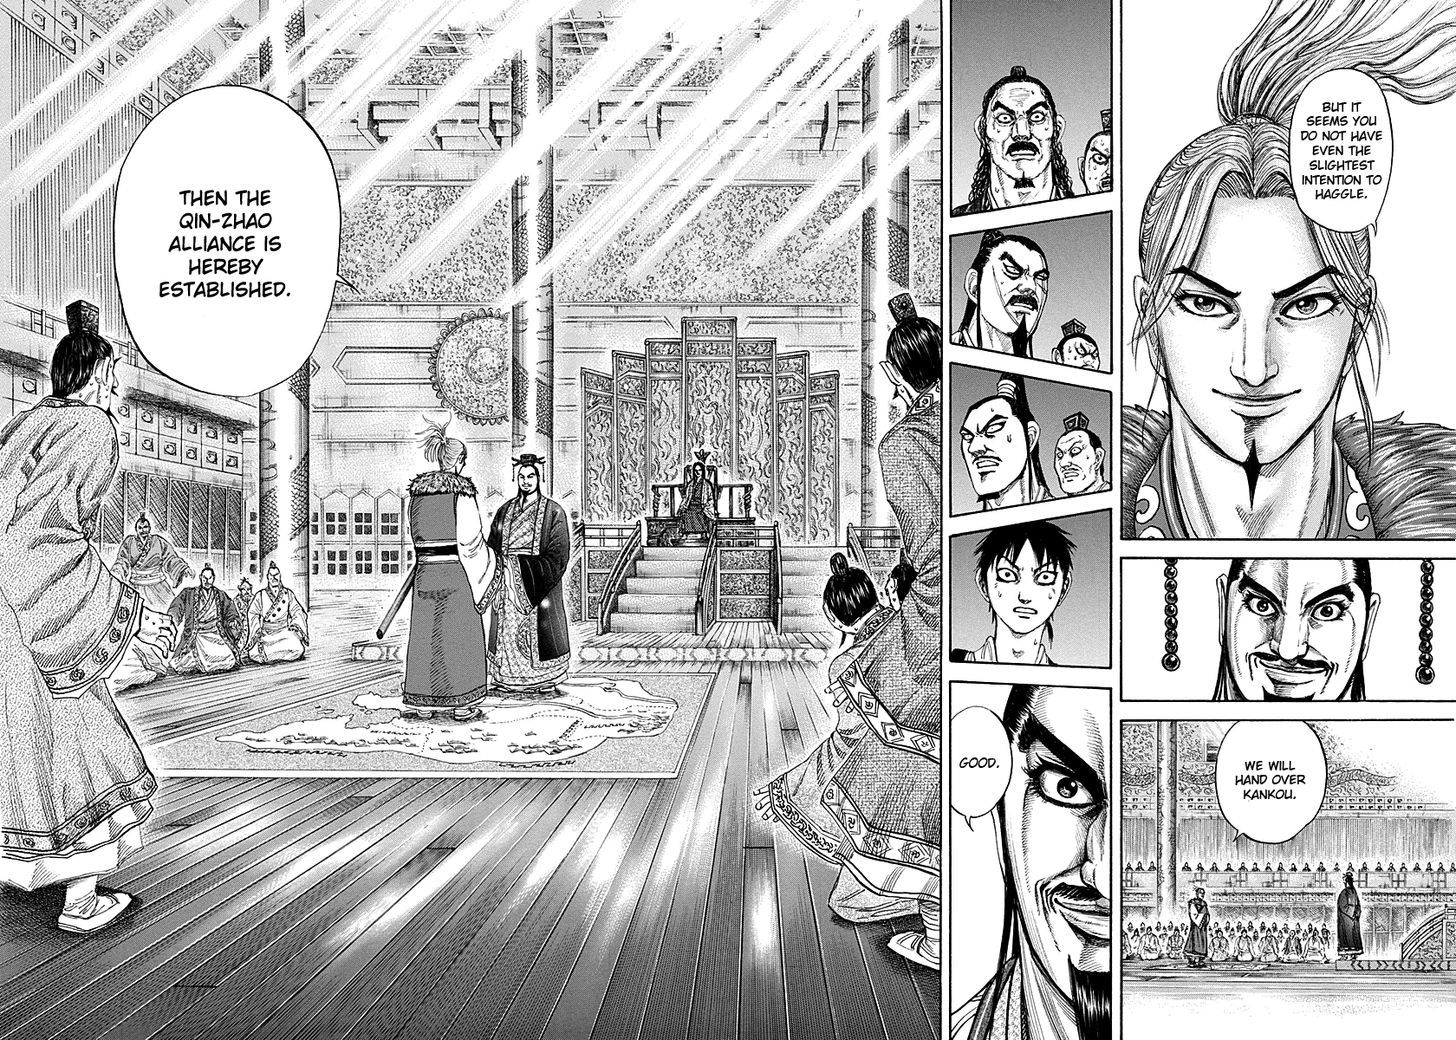 BUT IT
SEEMS YOU
DO NOT HAVE
EVEN THE
SLIGHTEST
INTENTION TO
HAGGLE.
WE WILL
HAND OVER
KANKOU.
GOOD.
THEN THE
QIN-ZHAO
ALLIANCE IS
HEREBY
ESTABLISHED.